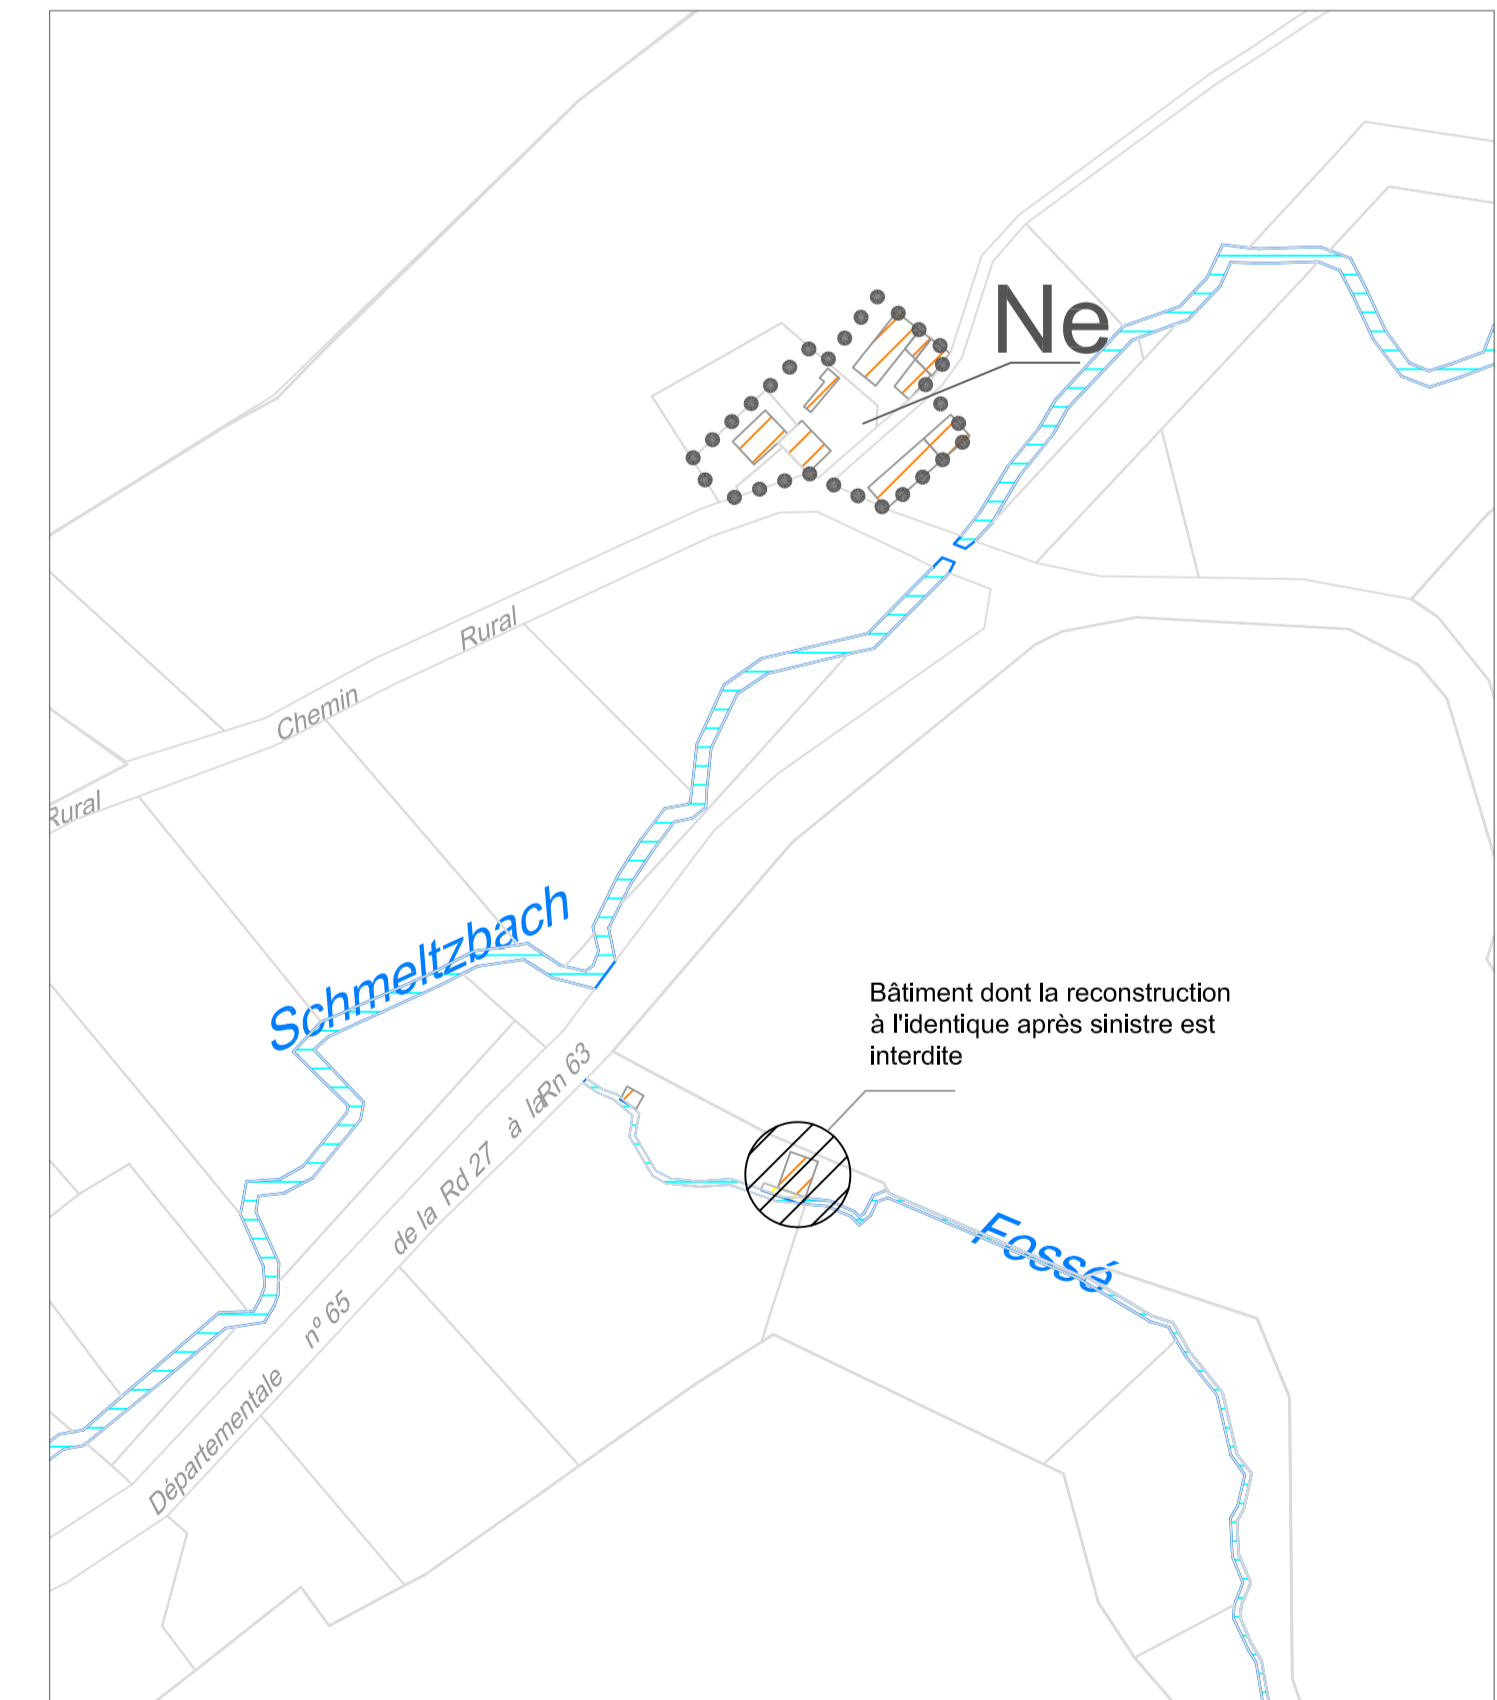 Ne
Rural
Chemin
Rural
Schmeltzbach
Bâtiment dont la reconstruction
à l'identique après sinistre est
interdite
Fossé
Départementale nº 65 de la Rd 27 à la Rn 63